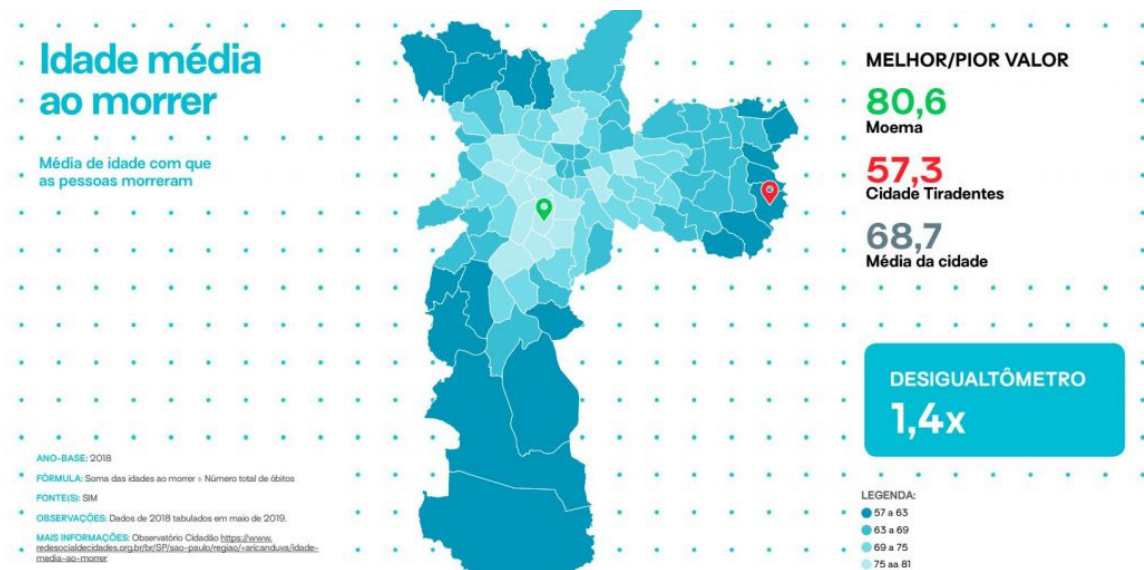 Idade média
ao morrer
Média de idade com que
as pessoas morreram
ANO-BASE: 2018
FÓRMULA: Soma das idades ao morrer ÷ Número total de óbitos
FONTE(S): SIM
OBSERVAÇÕES: Dados de 2018 tabulados em maio de 2019.
MAIS INFORMAÇÕES: Observatório Cidadão https://www.
redesocialdecidades.org.br/br/SP/sao-paulo/regiao/+aricanduva/idade-
media-ao-morrer
MELHOR/PIOR VALOR
80,6
Moema
57,3
Cidade Tiradentes
68,7
Média da cidade
DESIGUALTÔMETRO
1,4x
LEGENDA:
57 a 63
63 a 69
69 a 75
75 aa 81